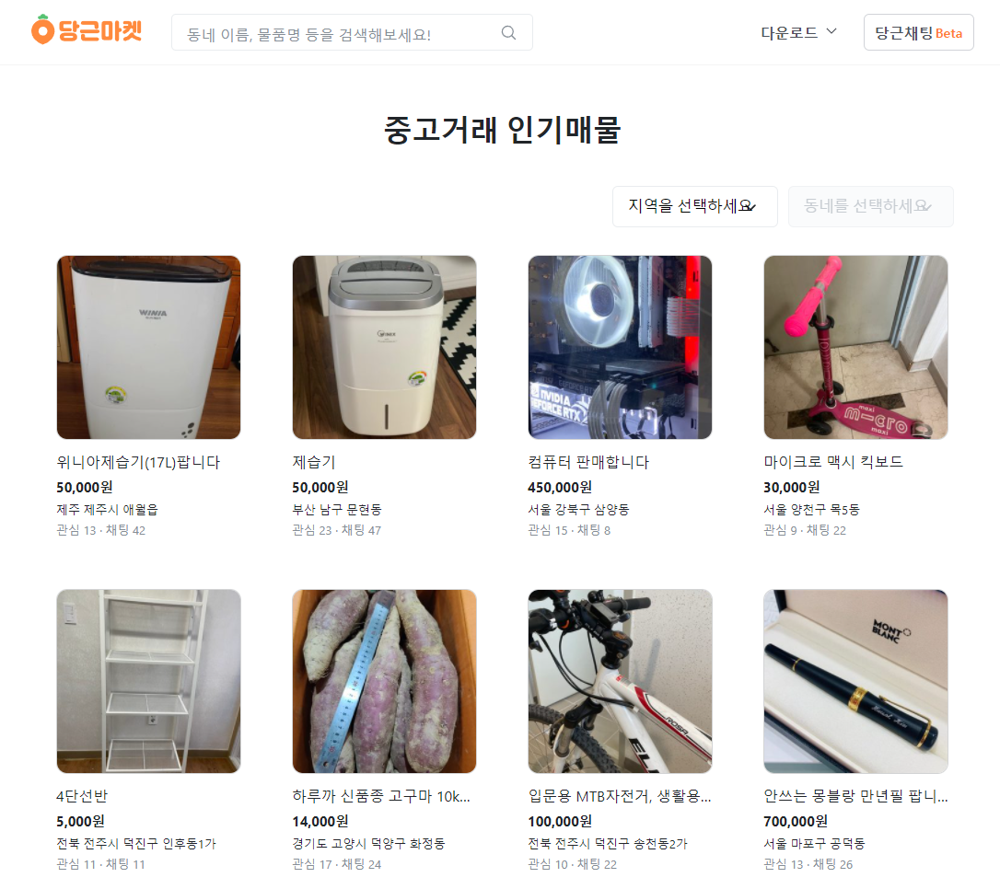 당근마켓
동네 이름, 물품명 등을 검색해보세요!
다운로드
당근채팅 Beta
중고거래 인기매물
지역을 선택하세요
동네를 선택하세요
WINIA
NVIDIA
GEFORCE RTX
maxi
micro
maxi
위니아제습기(17L)팝니다
50,000원
제주 제주시 애월읍
관심 13 · 채팅 42
제습기
50,000원
부산 남구 문현동
관심 23 · 채팅 47
컴퓨터 판매합니다
450,000원
서울 강북구 삼양동
관심 15 · 채팅 8
마이크로 맥시 킥보드
30,000원
서울 양천구 목5동
관심 9 · 채팅 22
ROSA
MONT
BLANC
4단선반
5,000원
전북 전주시 덕진구 인후동1가
관심 11 · 채팅 11
하루까 신품종 고구마 10k...
14,000원
경기도 고양시 덕양구 화정동
관심 17 · 채팅 24
입문용 MTB자전거, 생활용...
100,000원
전북 전주시 덕진구 송천동2가
관심 10 · 채팅 22
안쓰는 몽블랑 만년필 팝니...
700,000원
서울 마포구 공덕동
관심 13 · 채팅 26